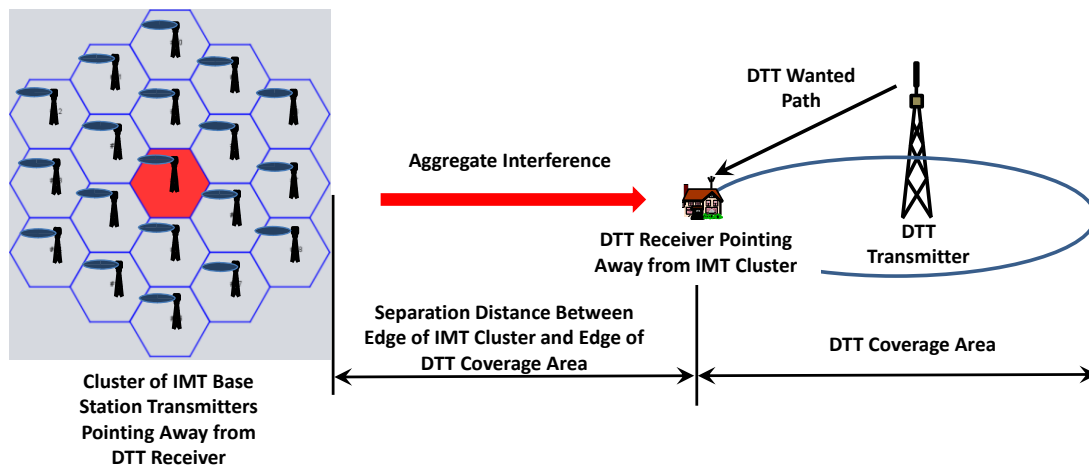 DTT Wanted
Path
Aggregate Interference
DTT Receiver Pointing
Away from IMT Cluster
DTT
Transmitter
Separation Distance Between
Edge of IMT Cluster and Edge of
DTT Coverage Area
DTT Coverage Area
Cluster of IMT Base
Station Transmitters
Pointing Away from
DTT Receiver